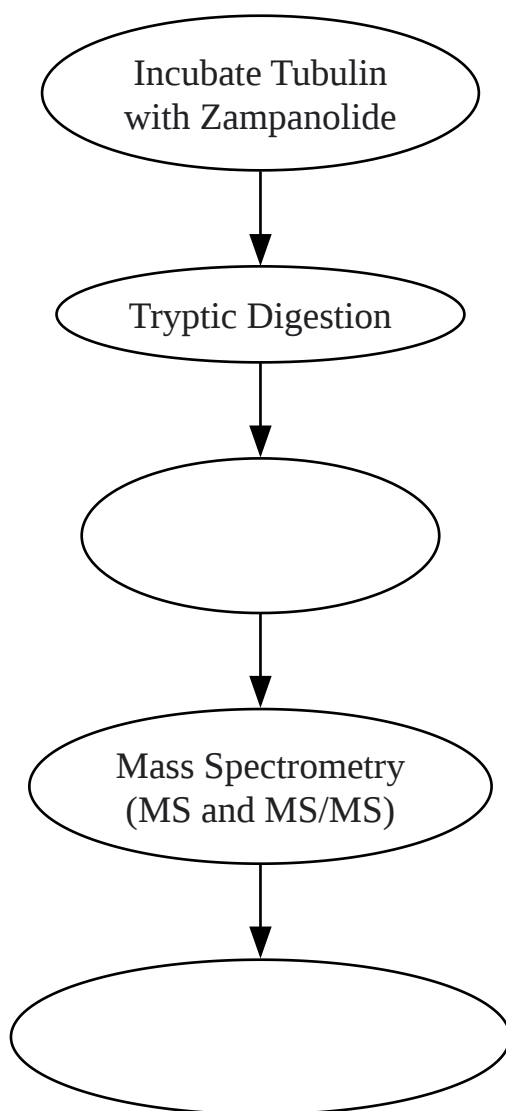 Incubate Tubulin
with Zampanolide
Tryptic Digestion
Mass Spectrometry
(MS and MS/MS)